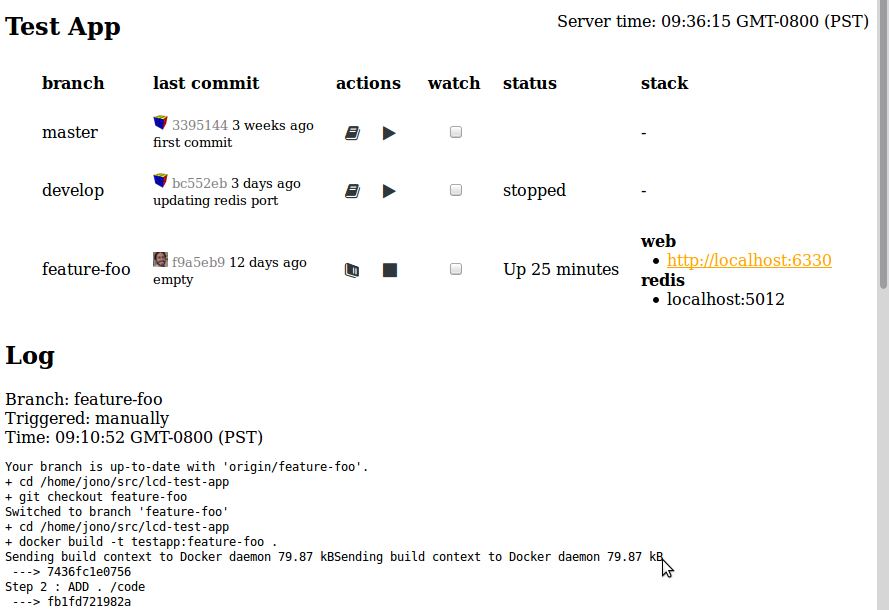 Test App
Server time: 09:36:15 GMT-0800 (PST)
branch last commit actions watch status stack
master 3395144 3 weeks ago -
first commit
develop bc552eb 3 days ago stopped -
updating redis port
feature-foo f9a5eb9 12 days ago Up 25 minutes
empty
web
• http://localhost:6330
redis
• localhost:5012
Log
Branch: feature-foo
Triggered: manually
Time: 09:10:52 GMT-0800 (PST)
Your branch is up-to-date with 'origin/feature-foo'.
+ cd /home/jono/src/lcd-test-app
+ git checkout feature-foo
Switched to branch 'feature-foo'
+ cd /home/jono/src/lcd-test-app
+ docker build -t testapp:feature-foo .
Sending build context to Docker daemon 79.87 kBSending build context to Docker daemon 79.87 kB
---> 7436fc1e0756
Step 2 : ADD . /code
---> fb1fd721982a